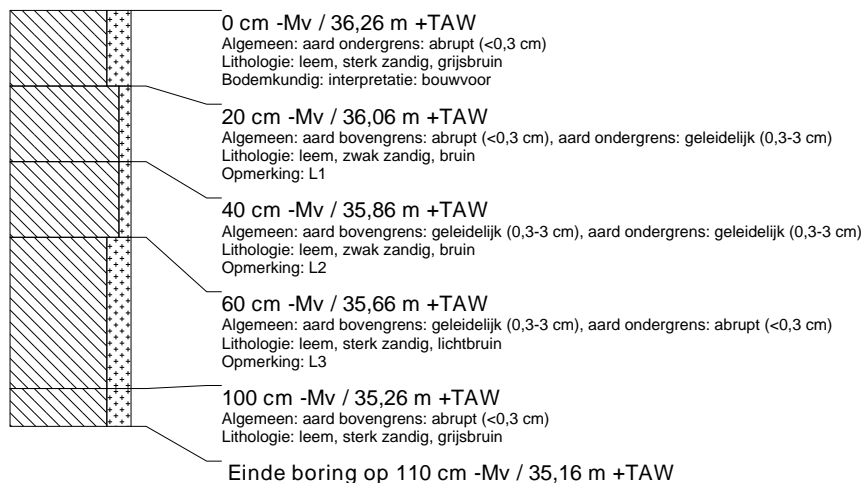 0 cm -Mv / 36,26 m +TAW
Algemeen: aard ondergrens: abrupt (<0,3 cm)
Lithologie: leem, sterk zandig, grijsbruin
Bodemkundig: interpretatie: bouwvoor
20 cm -Mv / 36,06 m +TAW
Algemeen: aard bovengrens: abrupt (<0,3 cm), aard ondergrens: geleidelijk (0,3-3 cm)
Lithologie: leem, zwak zandig, bruin
Opmerking: L1
40 cm -Mv / 35,86 m +TAW
Algemeen: aard bovengrens: geleidelijk (0,3-3 cm), aard ondergrens: geleidelijk (0,3-3 cm)
Lithologie: leem, zwak zandig, bruin
Opmerking: L2
60 cm -Mv / 35,66 m +TAW
Algemeen: aard bovengrens: geleidelijk (0,3-3 cm), aard ondergrens: abrupt (<0,3 cm)
Lithologie: leem, sterk zandig, lichtbruin
Opmerking: L3
100 cm -Mv / 35,26 m +TAW
Algemeen: aard bovengrens: abrupt (<0,3 cm)
Lithologie: leem, sterk zandig, grijsbruin
Einde boring op 110 cm -Mv / 35,16 m +TAW